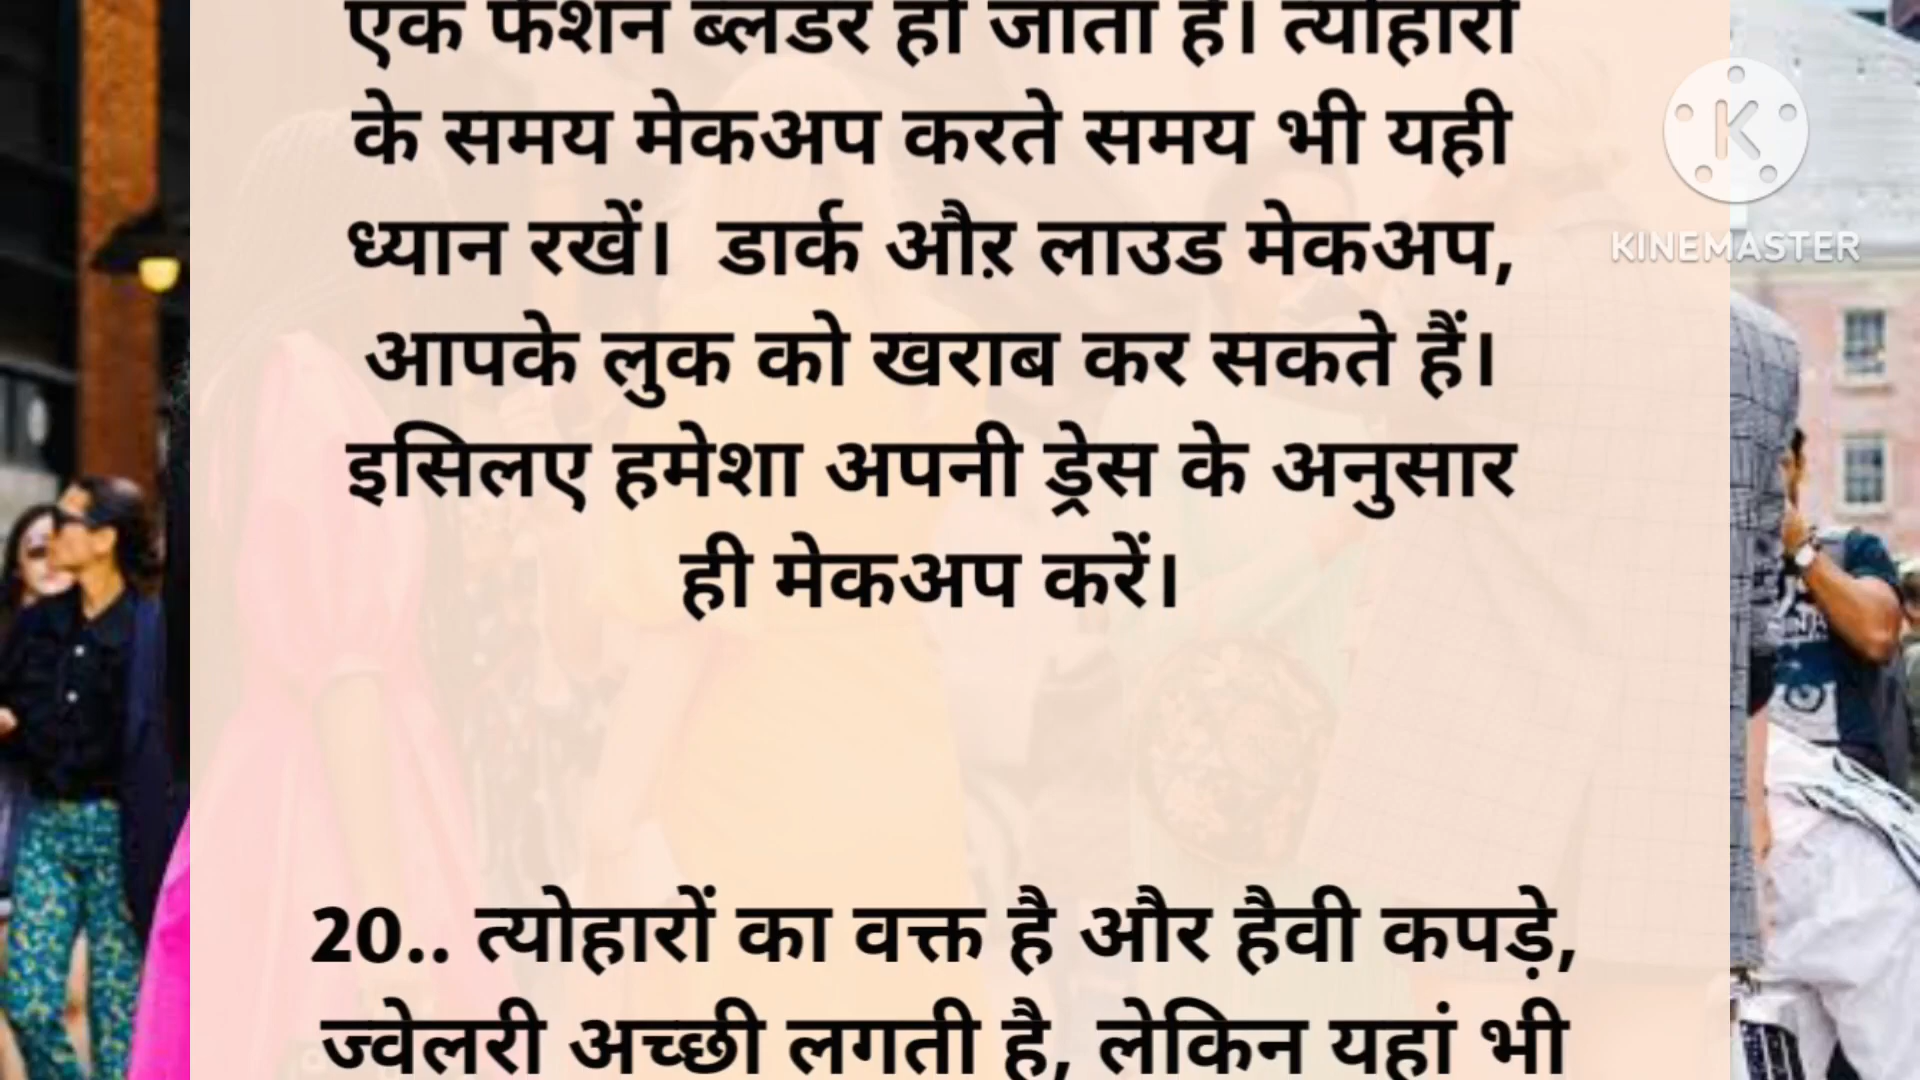 एक फैशन ब्लंडर हो जाता है। त्योहारों
के समय मेकअप करते समय भी यही
ध्यान रखें। डार्क औऱ लाउड मेकअप,
आपके लुक को खराब कर सकते हैं।
इसिलए हमेशा अपनी ड्रेस के अनुसार
ही मेकअप करें।
20.. त्योहारों का वक्त है और हैवी कपड़े,
ज्वेलरी अच्छी लगती है, लेकिन यहां भी
K
KINEMASTER